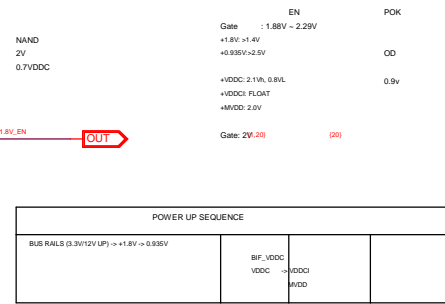 EN POK
Gate : 1.88V ~ 2.29V
NAND +1.8V: >1.4V
2V +0.935V:>2.5V OD
0.7VDDC
+VDDC: 2.1Vh, 0.8VL 0.9v
+VDDCI: FLOAT
+MVDD: 2.0V
1.8V_EN OUT Gate: 2V 1,20) (20)
POWER UP SEQUENCE
BUS RAILS (3.3V/12V UP) -> +1.8V -> 0.935V
BIF_VDDC
VDDC -> VDDCI
MVDD